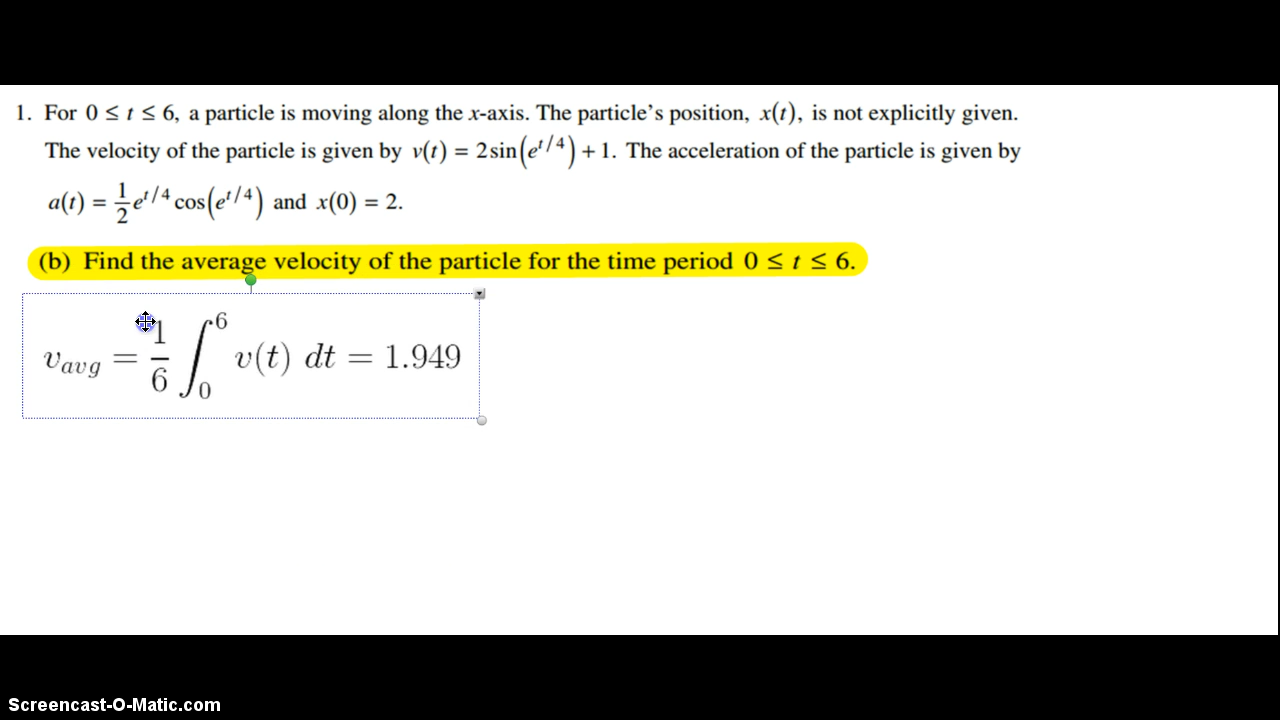 1. For 0 ≤ t ≤ 6, a particle is moving along the x-axis. The particle's position, x(t), is not explicitly given.
The velocity of the particle is given by v(t) = 2sin(e^{t/4}) + 1. The acceleration of the particle is given by
a(t) = \frac{1}{2}e^{t/4}cos(e^{t/4}) and x(0) = 2.
(b) Find the average velocity of the particle for the time period 0 ≤ t ≤ 6.
v_{avg} = \frac{1}{6} \int_0^6 v(t) dt = 1.949
Screencast-O-Matic.com